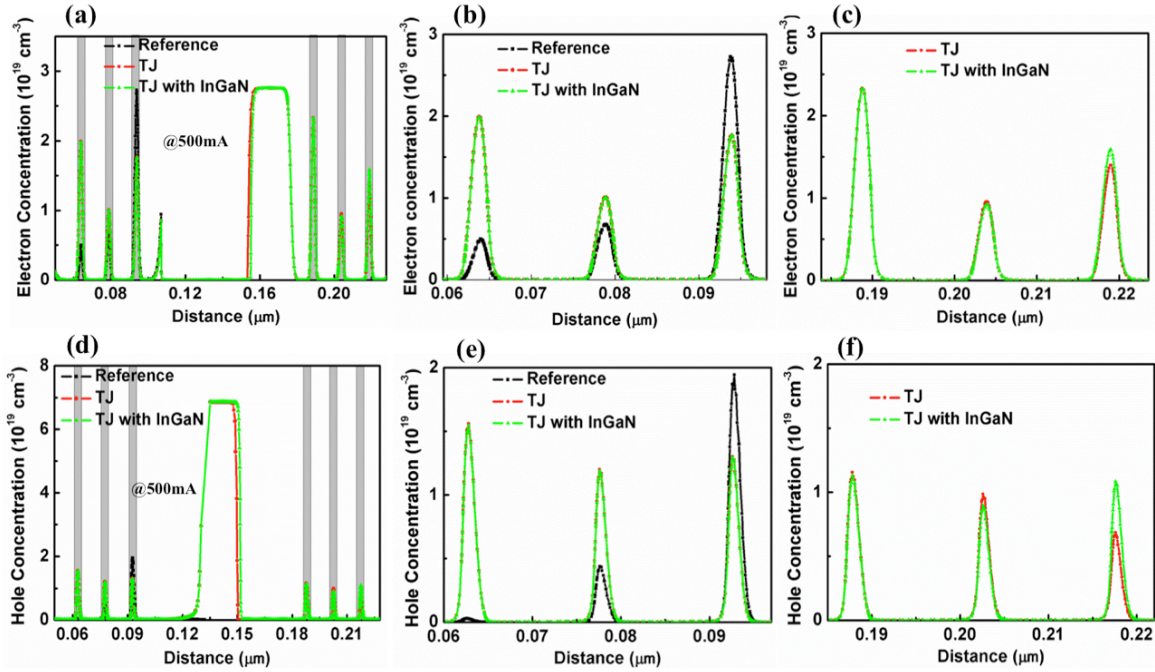 (a)
Reference
TJ
TJ with InGaN
@500mA
Electron Concentration (10¹⁹ cm⁻³)
3
2
1
0
0.08
0.12
0.16
0.20
Distance (μm)
(b)
Reference
TJ
TJ with InGaN
Electron Concentration (10¹⁹ cm⁻³)
3
2
1
0
0.06
0.07
0.08
0.09
Distance (μm)
(c)
TJ
TJ with InGaN
Electron Concentration (10¹⁹ cm⁻³)
3
2
1
0
0.19
0.20
0.21
0.22
Distance (μm)
(d)
Reference
TJ
TJ with InGaN
@500mA
Hole Concentration (10¹⁹ cm⁻³)
8
6
4
2
0
0.06
0.09
0.12
0.15
0.18
0.21
Distance (μm)
(e)
Reference
TJ
TJ with InGaN
Hole Concentration (10¹⁹ cm⁻³)
2
1
0
0.06
0.07
0.08
0.09
Distance (μm)
(f)
TJ
TJ with InGaN
Hole Concentration (10¹⁹ cm⁻³)
2
1
0
0.19
0.20
0.21
0.22
Distance (μm)